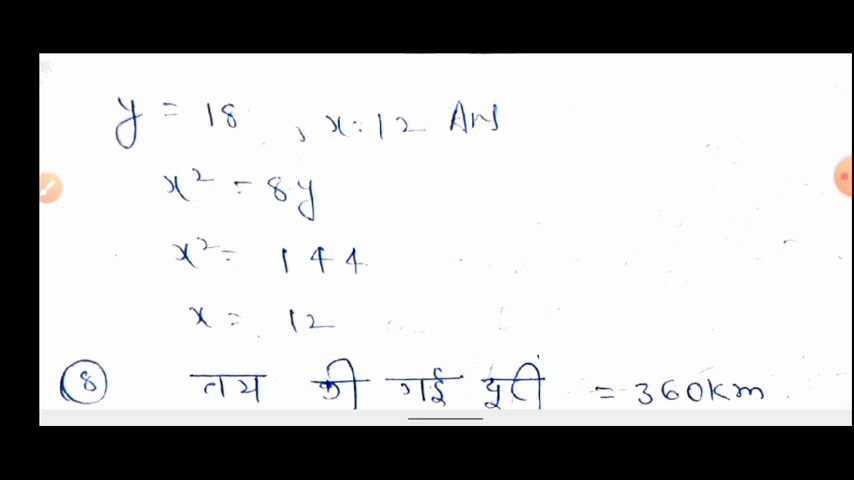 y = 18 , x = 12 Ans
x² = 8y
x² = 144
x = 12
⑧ तय की गई दूरी = 360km